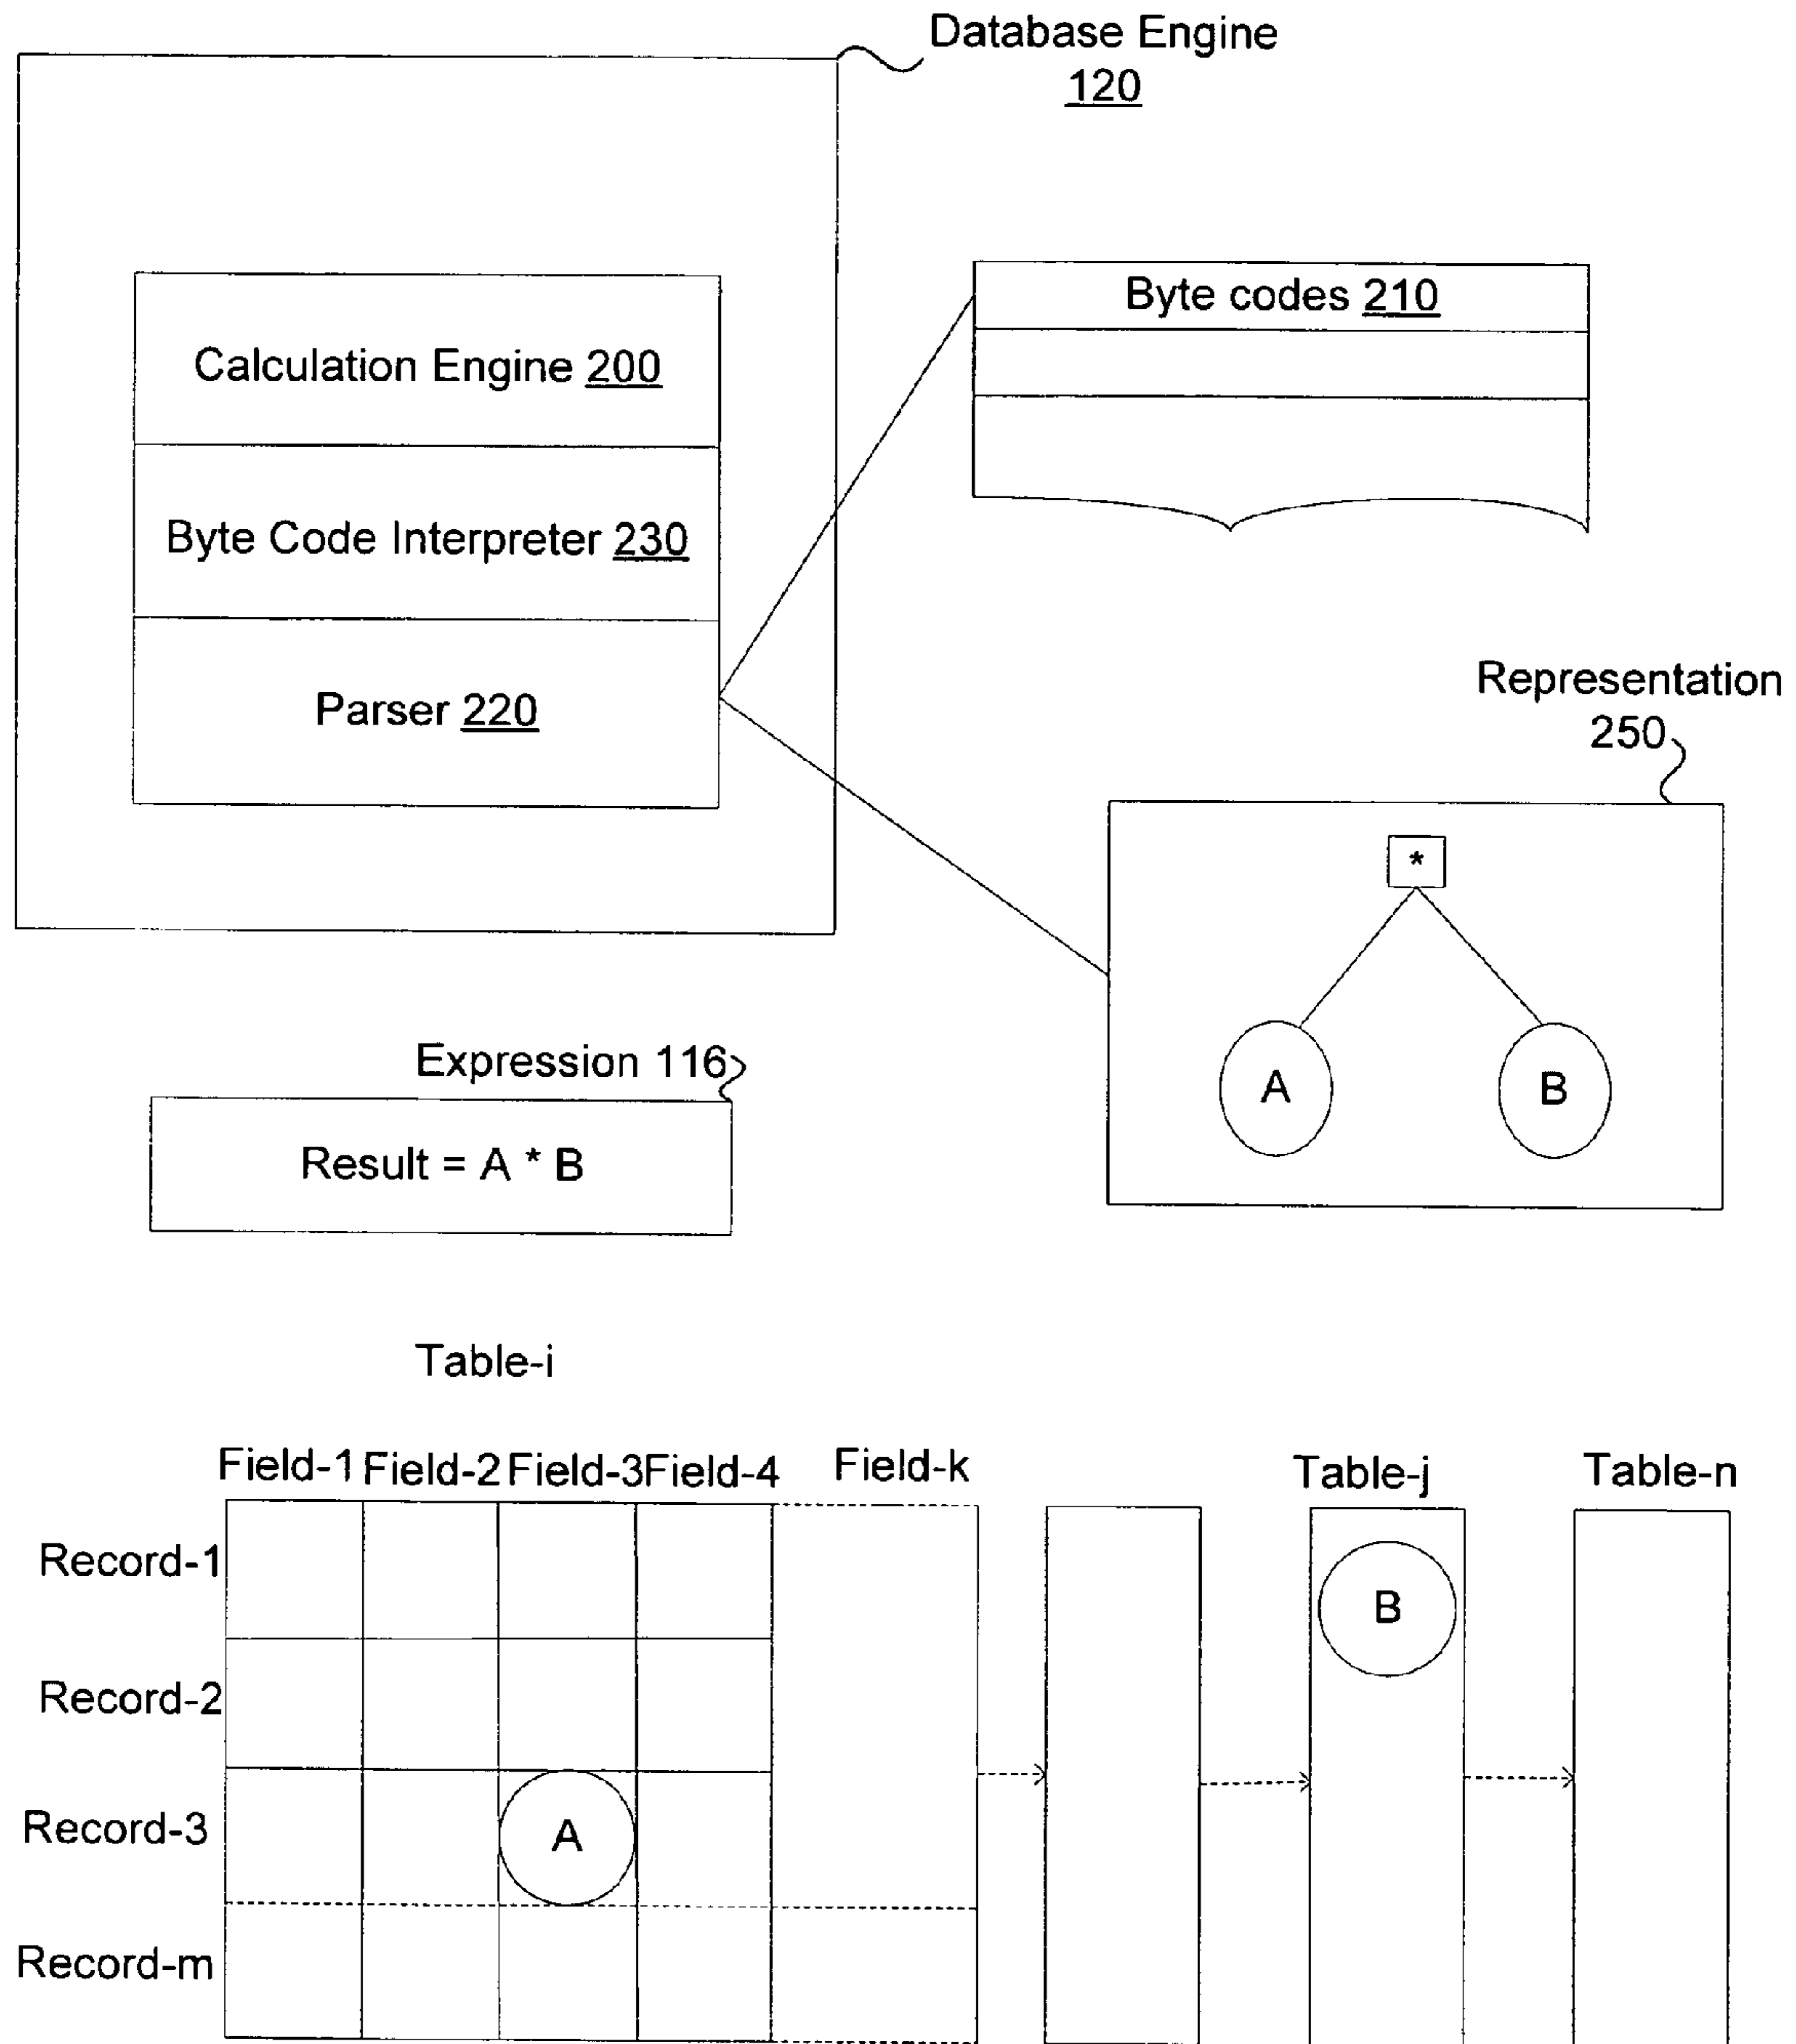 Database Engine
120
Byte codes 210
Calculation Engine 200
Byte Code Interpreter 230
Parser 220
Representation
250
*
A
B
Expression 116
Result = A * B
Table-i
Field-1 Field-2 Field-3 Field-4 Field-k
Table-j
Table-n
Record-1
B
Record-2
Record-3
A
Record-m